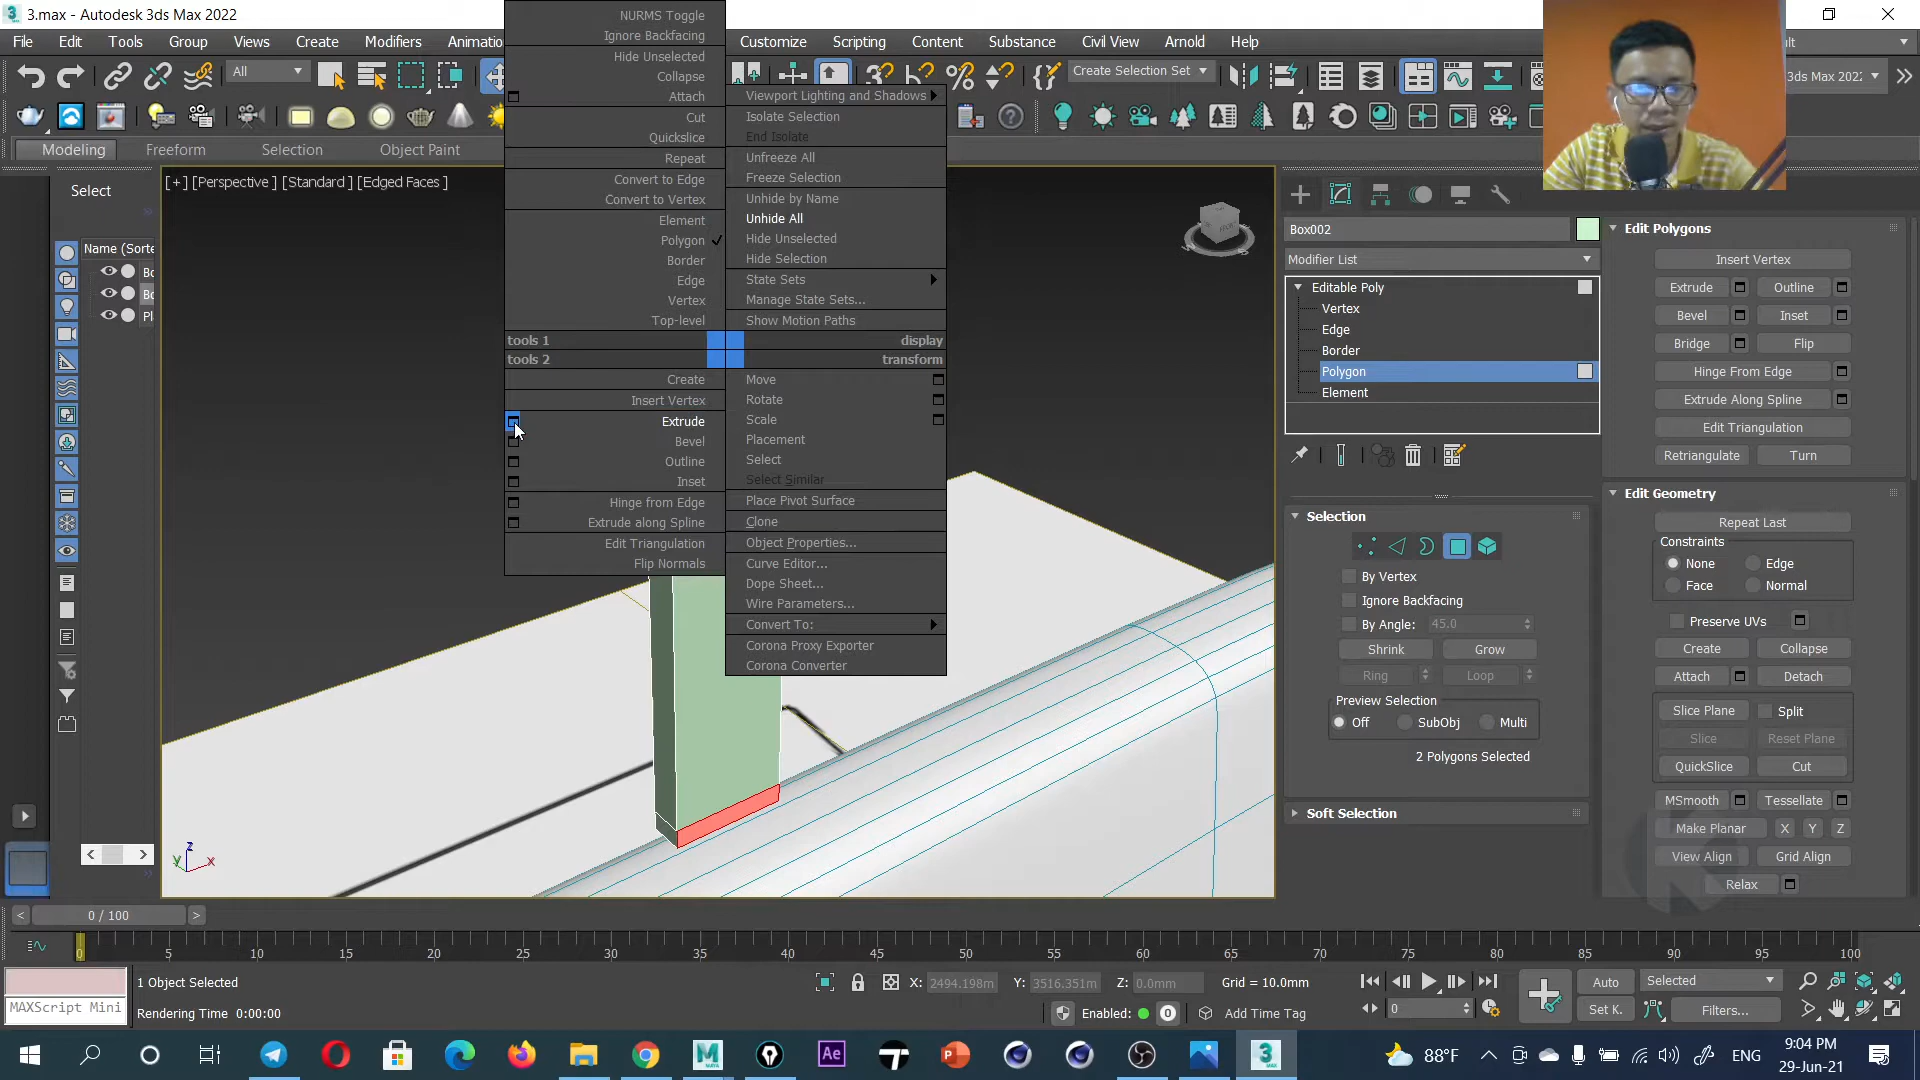 3.max - Autodesk 3ds Max 2022
File Edit Tools Group Views Create Modifiers Animation Customize Scripting Content Substance Civil View Arnold Help
All
Create Selection Set
3ds Max 2022
Modeling Freeform Selection Object Paint
Select
Name (Sorte
Bo
Bo
Pl
[+] [Perspective ] [Standard ] [Edged Faces ]
NURMS Toggle
Ignore Backfacing
Hide Unselected
Collapse
Attach
Cut
Quickslice
Repeat
Convert to Edge
Convert to Vertex
Element
Polygon
Border
Edge
Vertex
Top-level
tools 1
tools 2
Create
Insert Vertex
Extrude
Bevel
Outline
Inset
Hinge from Edge
Extrude along Spline
Edit Triangulation
Flip Normals
Viewport Lighting and Shadows
Isolate Selection
End Isolate
Unfreeze All
Freeze Selection
Unhide by Name
Unhide All
Hide Unselected
Hide Selection
State Sets
Manage State Sets...
Show Motion Paths
display
transform
Move
Rotate
Scale
Placement
Select
Select Similar
Place Pivot Surface
Clone
Object Properties...
Curve Editor...
Dope Sheet...
Wire Parameters...
Convert To:
Corona Proxy Exporter
Corona Converter
z
y x
Box002
Modifier List
Editable Poly
Vertex
Edge
Border
Polygon
Element
Selection
By Vertex
Ignore Backfacing
By Angle: 45.0
Shrink Grow
Ring Loop
Preview Selection
Off SubObj Multi
2 Polygons Selected
Soft Selection
Edit Polygons
Insert Vertex
Extrude Outline
Bevel Inset
Bridge Flip
Hinge From Edge
Extrude Along Spline
Edit Triangulation
Retriangulate Turn
Edit Geometry
Repeat Last
Constraints
None Edge
Face Normal
Preserve UVs
Create Collapse
Attach Detach
Slice Plane Split
Slice Reset Plane
QuickSlice Cut
MSmooth Tessellate
Make Planar X Y Z
View Align Grid Align
Relax
0 / 100
0 5 10 15 20 25 30 35 40 45 50 55 60 65 70 75 80 85 90 95 100
1 Object Selected X: 2494.198m Y: 3516.351m Z: 0.0mm Grid = 10.0mm Auto Selected
MAXScript Mini
Rendering Time 0:00:00 Enabled: 0 Add Time Tag 0 Set K. Filters...
88°F ENG
9:04 PM
29-Jun-21